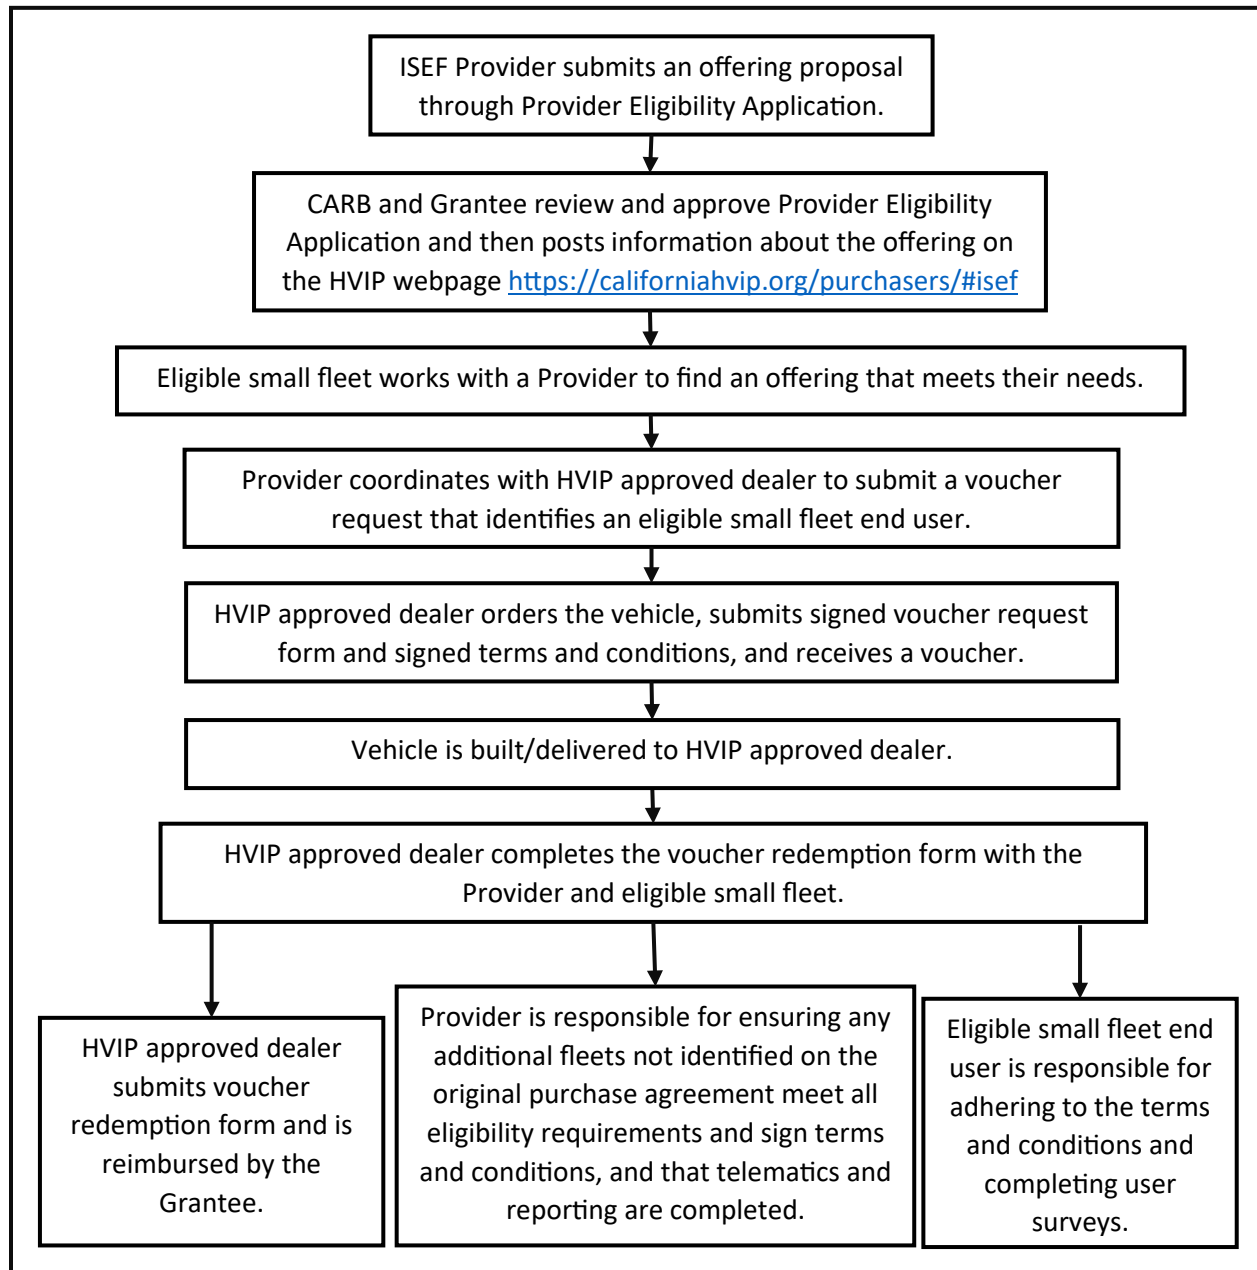 ISEF Provider submits an offering proposal
through Provider Eligibility Application.
CARB and Grantee review and approve Provider Eligibility
Application and then posts information about the offering on
the HVIP webpage https://californiahvip.org/purchasers/#isef
Eligible small fleet works with a Provider to find an offering that meets their needs.
Provider coordinates with HVIP approved dealer to submit a voucher
request that identifies an eligible small fleet end user.
HVIP approved dealer orders the vehicle, submits signed voucher request
form and signed terms and conditions, and receives a voucher.
Vehicle is built/delivered to HVIP approved dealer.
HVIP approved dealer completes the voucher redemption form with the
Provider and eligible small fleet.
HVIP approved dealer
submits voucher
redemption form and is
reimbursed by the
Grantee.
Provider is responsible for ensuring any
additional fleets not identified on the
original purchase agreement meet all
eligibility requirements and sign terms
and conditions, and that telematics and
reporting are completed.
Eligible small fleet end
user is responsible for
adhering to the terms
and conditions and
completing user
surveys.